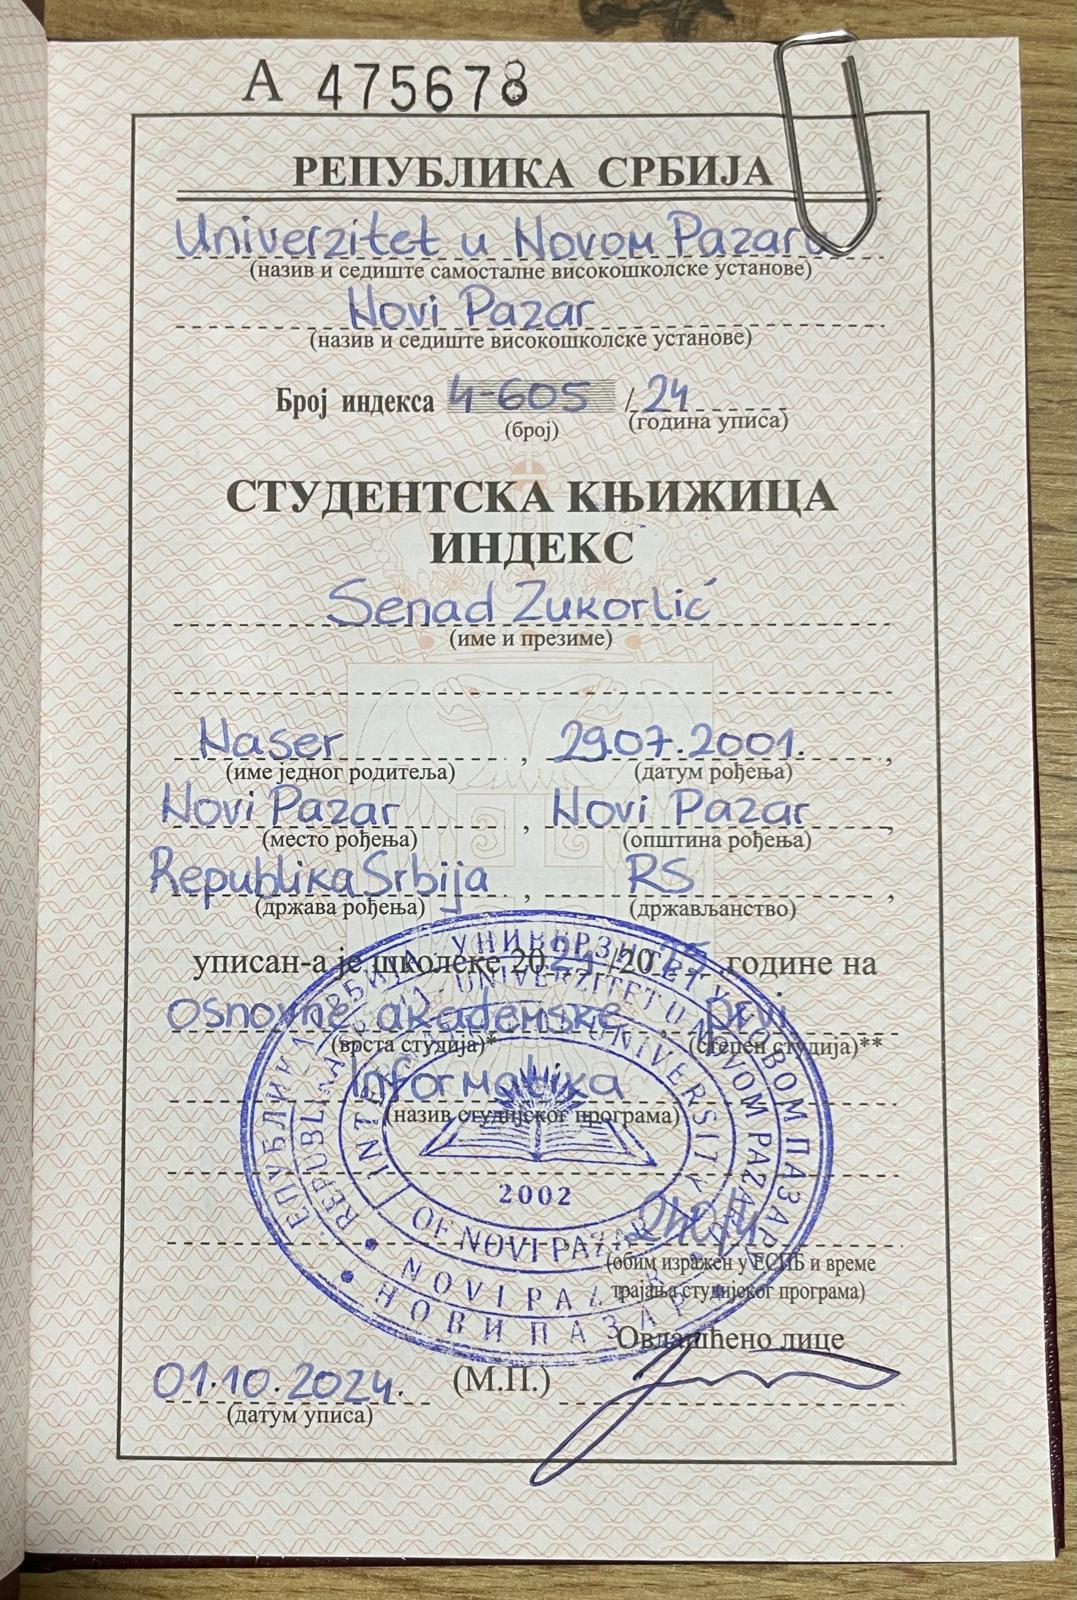 А 475678
РЕПУБЛИКА СРБИЈА
Univerzitet u Novom Pazaru
(назив и седиште самосталне високошколске установе)
Novi Pazar
(назив и седиште високошколске установе)
Број индекса 4-605 / 24
(број) (година уписа)
СТУДЕНТСКА КЊИЖИЦА
ИНДЕКС
Senad Zukorlić
(име и презиме)
Naser , 29.07.2001. ,
(име једног родитеља) (датум рођења)
Novi Pazar , Novi Pazar ,
(место рођења) (општина рођења)
Republika Srbija , RS ,
(држава рођења) (држављанство)
уписан-а је школске 2024/2025 године на
osnovne akademske , prvi
(врста студија)* (степен студија)**
Informatika
(назив студијског програма)
240/4
(обим изражен у ЕСПБ и време
трајања студијског програма)
Овлашћено лице
01.10.2024. (М.П.)
(датум уписа)
РЕПУБЛИКА СРБИЈА - УНИВЕРЗИТЕТ У НОВОМ ПАЗАРУ
НОВИ ПАЗАР
REPUBLIKA SRBIJA - UNIVERZITET U NOVOM PAZARU
NOVI PAZAR
UNIVERSITY
OF NOVI PAZAR
2002